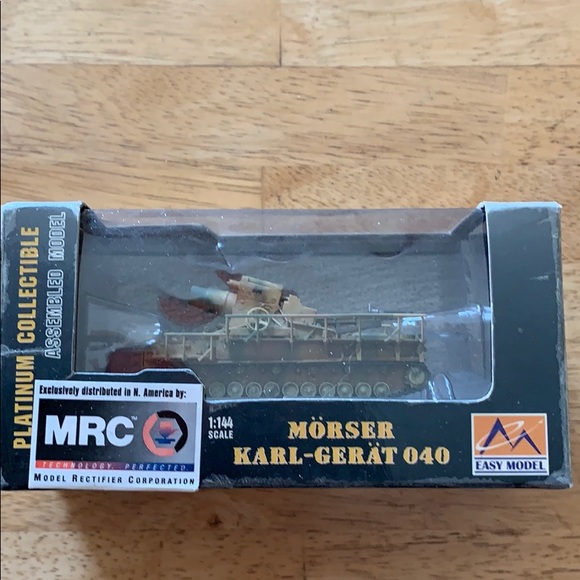 PLATINUM COLLECTIBLE
ASSEMBLED MODEL
Exclusively distributed in N. America by:
MRC™
TECHNOLOGY, PERFECTED
MODEL RECTIFIER CORPORATION
1:144
SCALE
MÖRSER
KARL-GERÄT 040
EASY MODEL